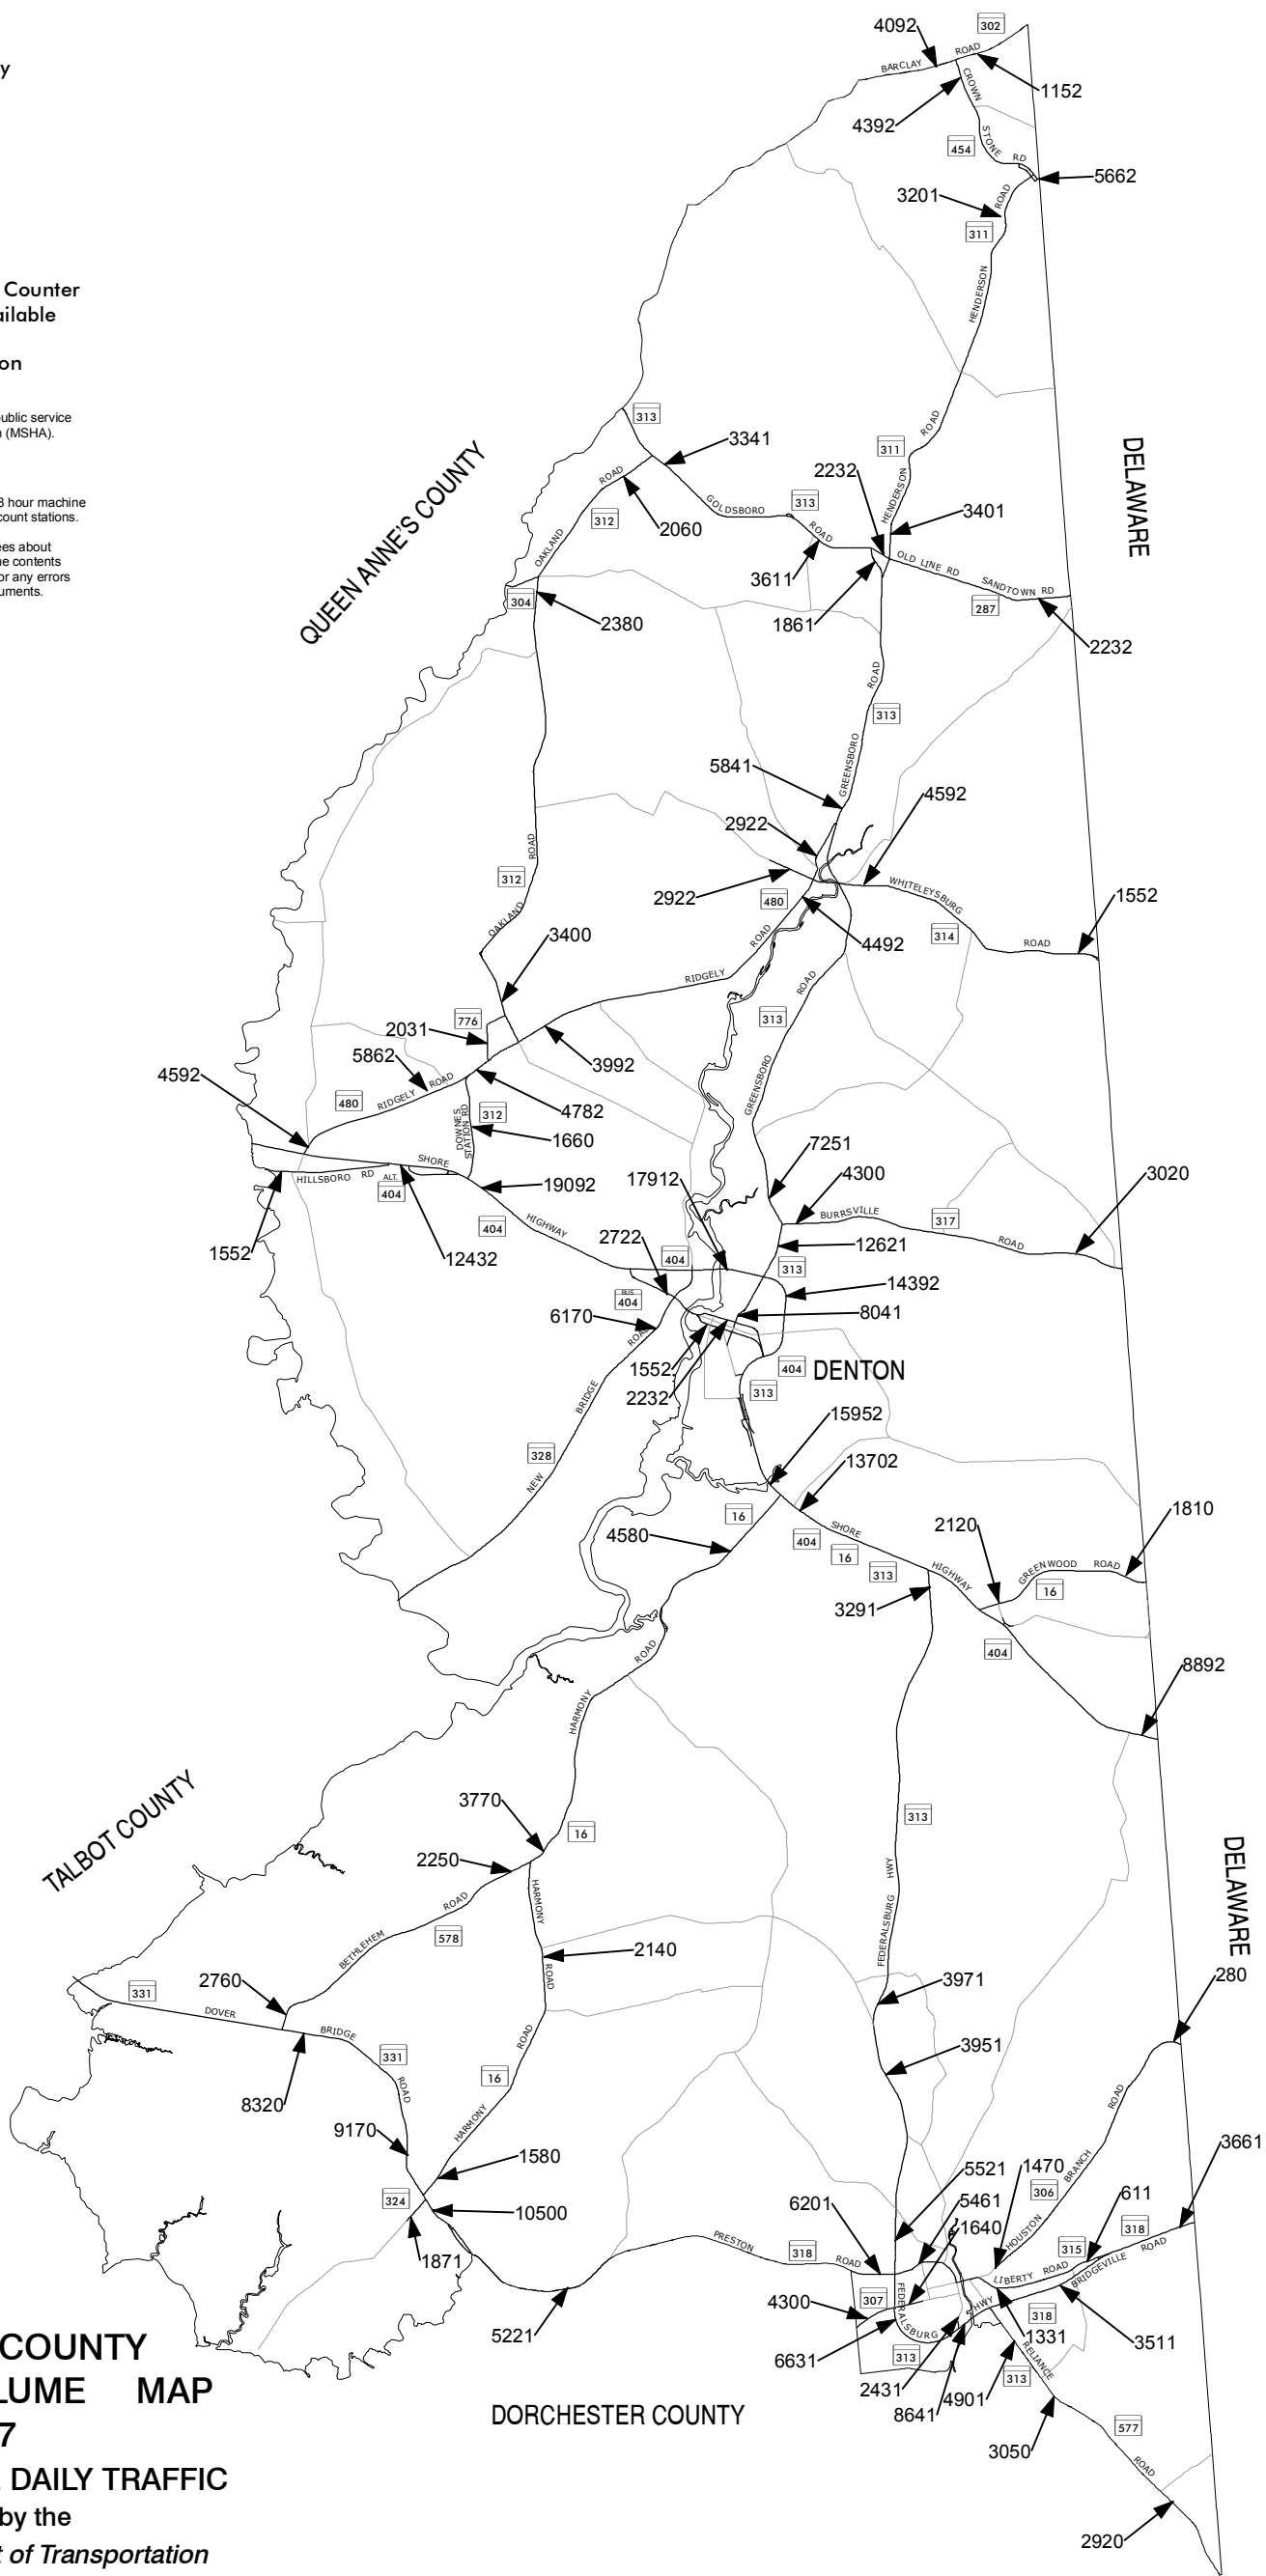 y
Counter
ailable
on
ublic service
(MSHA).
hour machine
count stations.
ees about
ne contents
or any errors
uments.
4092
302
BARCLAY ROAD
1152
CROWN STONE RD
4392
454
5662
3201
ROAD
311
HENDERSON
313
3341
QUEEN ANNE'S COUNTY
DELAWARE
ROAD
311
2232
ROAD
GOLDSBORO
313
ROAD
HENDERSON
3401
312
2060
OAKLAND
3611
OLD LINE RD
SANDTOWN RD
287
304
2380
1861
2232
ROAD
313
GREENSBORO
5841
4592
2922
ROAD
312
2922
480
WHITELEYSBURG
314
ROAD
1552
OAKLAND
3400
ROAD
4492
RIDGELY
ROAD
313
776
2031
5862
3992
4592
ROAD
RIDGELY
480
4782
GREENSBORO
DOWNES
STATION RD
312
1660
7251
SHORE
HILLSBORO RD
ALT.
404
19092
17912
4300
3020
1552
12432
404
HIGHWAY
2722
BURRSVILLE
317
ROAD
12621
404
313
14392
BUS.
404
8041
6170
ROAD
1552
404
DENTON
2232
313
BRIDGE
15952
328
NEW
13702
16
4580
SHORE
404
16
313
2120
1810
HIGHWAY
GREENWOOD ROAD
16
3291
404
ROAD
8892
HARMONY
TALBOT COUNTY
3770
16
313
2250
DELAWARE
ROAD
HARMONY
HWY
578
BETHLEHEM
2140
FEDERALSBURG
2760
ROAD
3971
280
331
DOVER
BRIDGE
ROAD
331
3951
ROAD
16
ROAD
8320
HARMONY
9170
1580
5521
1470
BRANCH
306
3661
324
10500
6201
5461
1640
611
HOUSTON
318
1871
PRESTON
318
ROAD
315
ROAD
LIBERTY ROAD
BRIDGEVILLE
307
4300
FEDERALSBURG
HWY
318
5221
1331
3511
6631
313
RELIANCE
313
2431
4901
8641
DORCHESTER COUNTY
3050
577
ROAD
2920
COUNTY
LUME MAP
7
DAILY TRAFFIC
by the
t of Transportation